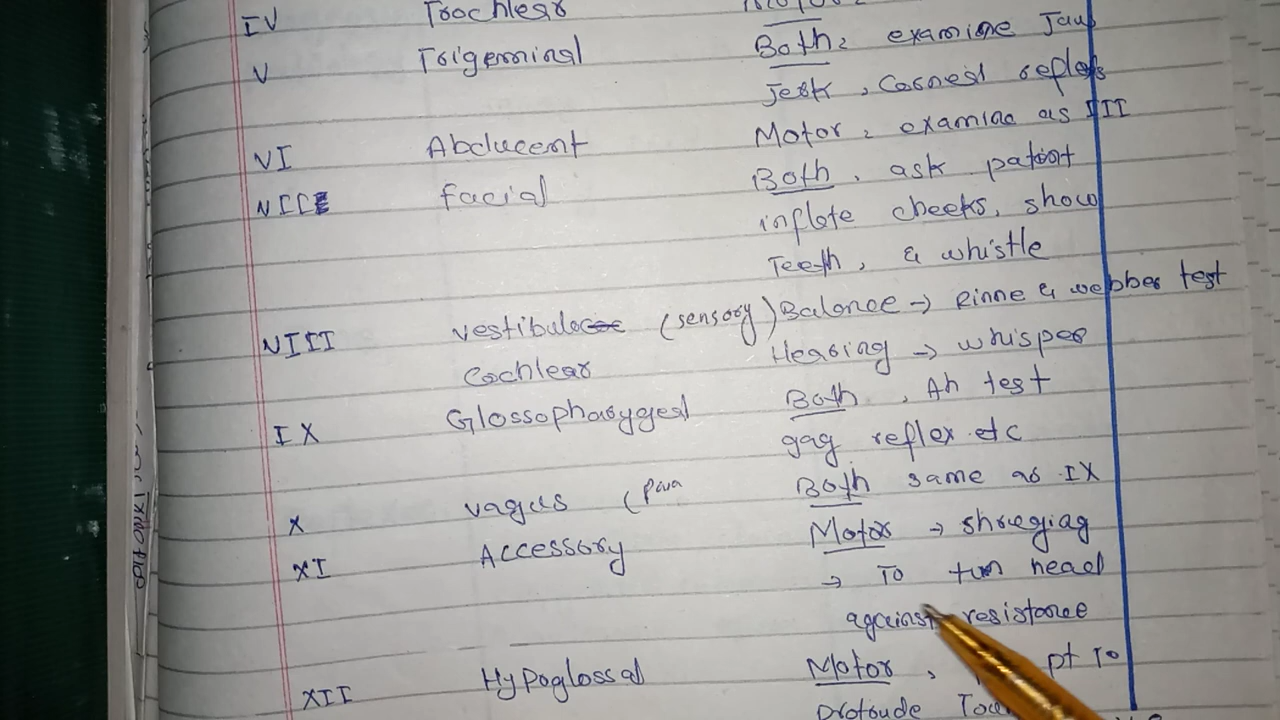 IV Trochlear
V Trigeminal Both, examine Jaw
Jerk, Corneal reflex
VI Abducent Motor, examine as III
VII Facial Both, ask patient
inflate cheeks, show
Teeth, & whistle
VIII vestibulo (sensory) Balance → Rinne & webber test
Cochlear Hearing → whisper
IX Glossopharyngeal Both, Ah test
gag reflex etc
X vagus (para Both same as IX
XI Accessory Motor →
→ To turn head
against resistance
XII Hypoglossal Motor, pt to
protrude